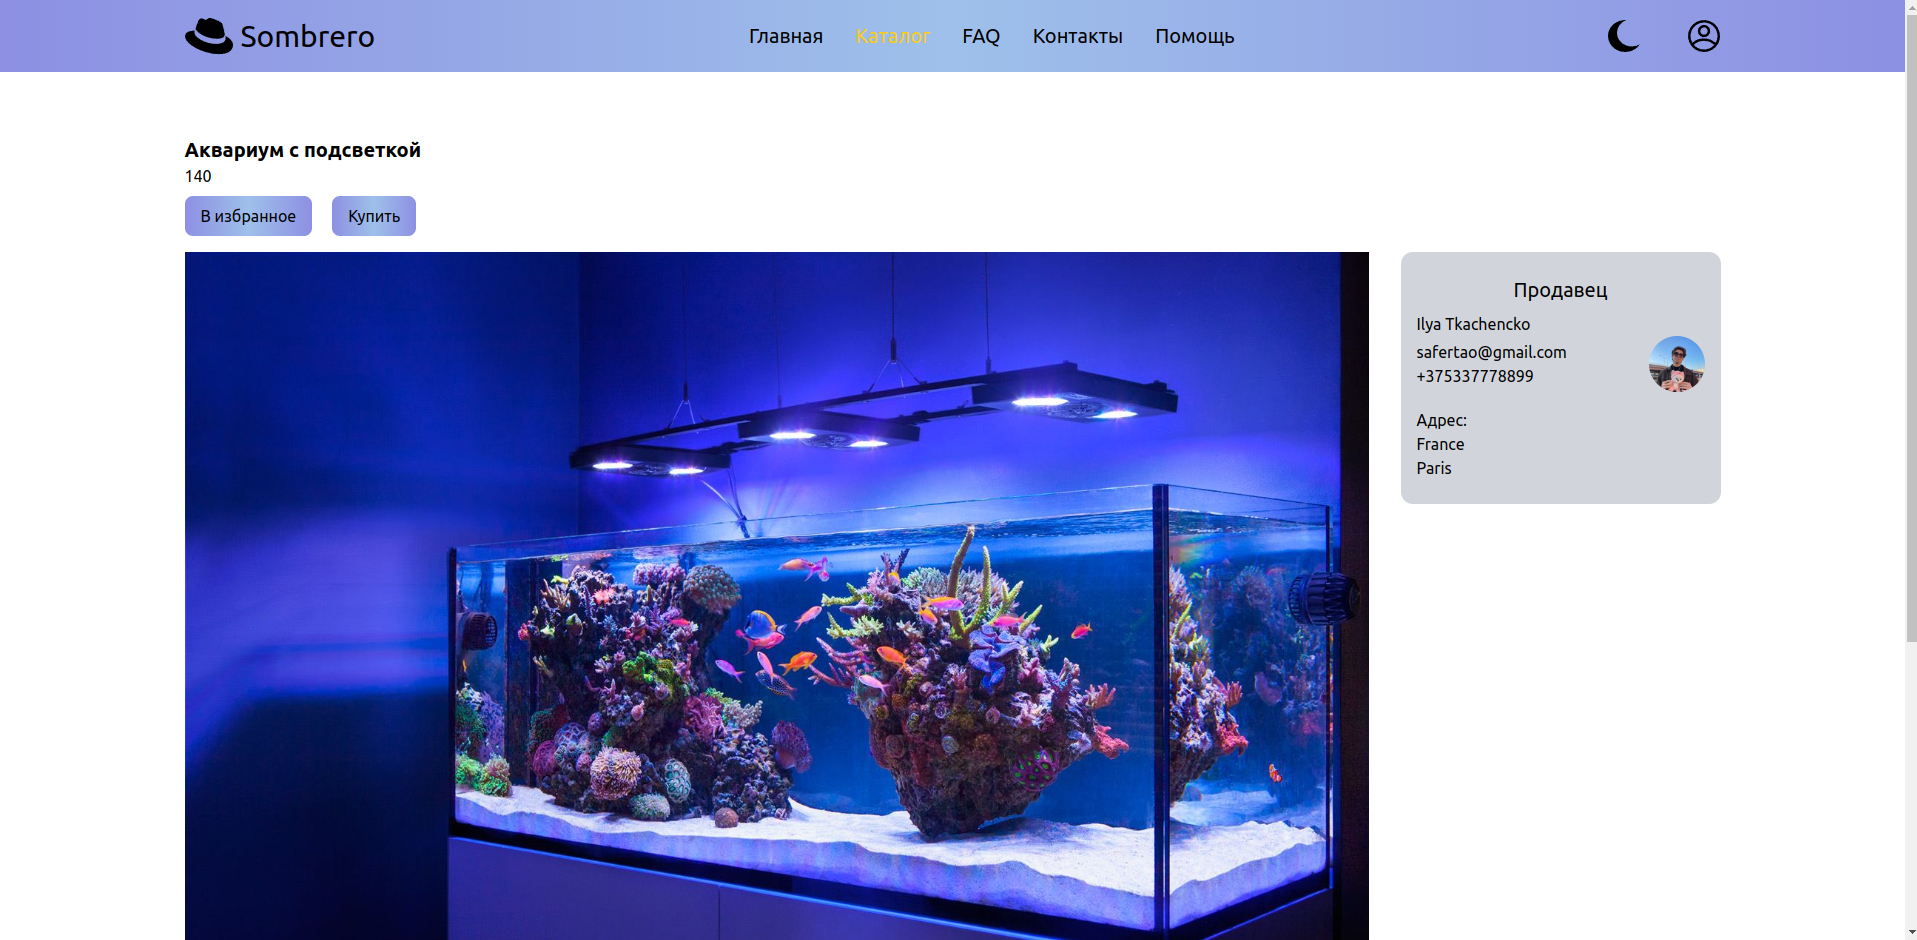 Sombrero
Главная Каталог FAQ Контакты Помощь
Аквариум с подсветкой
140
В избранное Купить
Продавец
Ilya Tkachencko
safertao@gmail.com
+375337778899
Адрес:
France
Paris